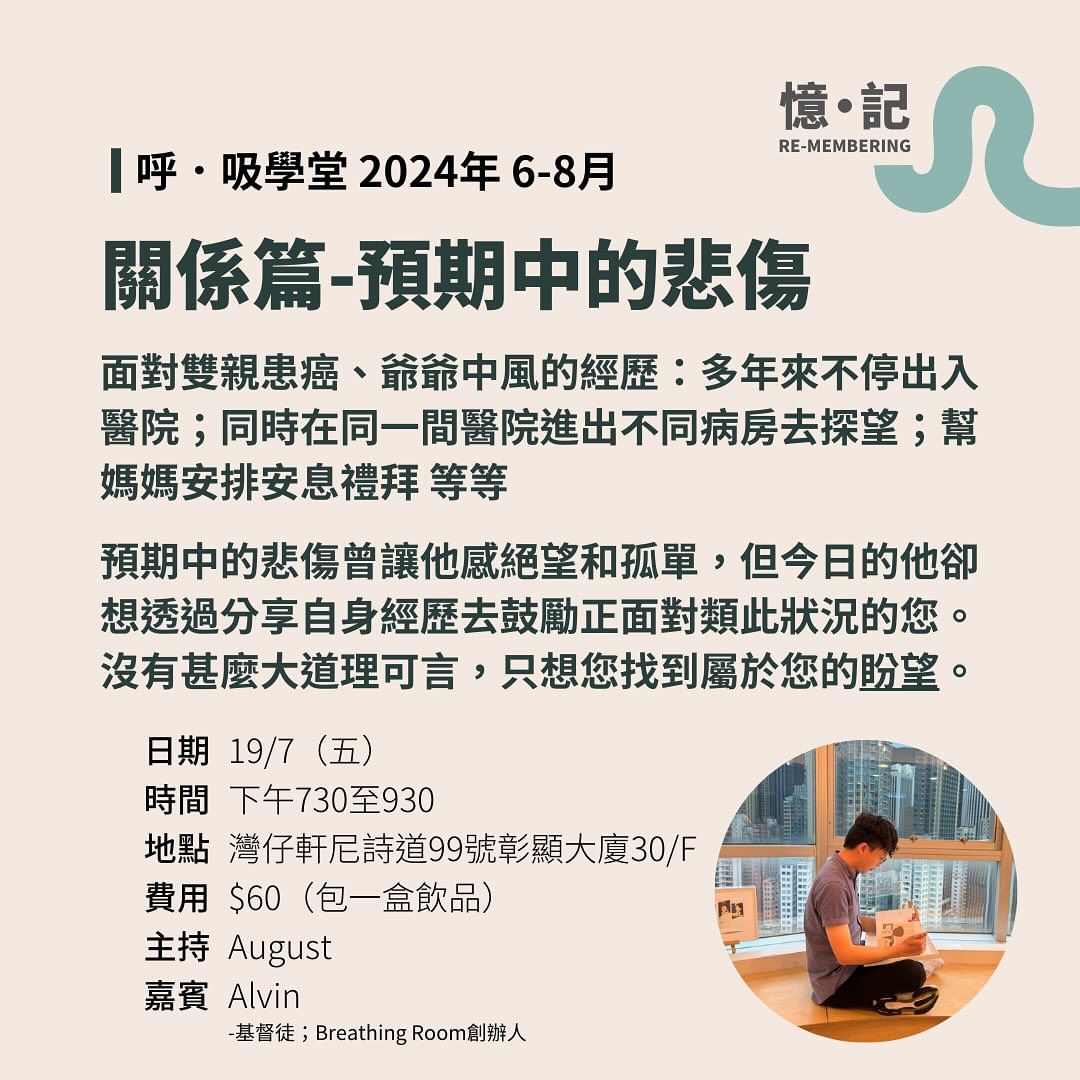 憶•記
RE-MEMBERING
呼．吸學堂 2024年 6-8月
關係篇-預期中的悲傷
面對雙親患癌、爺爺中風的經歷：多年來不停出入
醫院；同時在同一間醫院進出不同病房去探望；幫
媽媽安排安息禮拜 等等
預期中的悲傷曾讓他感絕望和孤單，但今日的他卻
想透過分享自身經歷去鼓勵正面對類此狀況的您。
沒有甚麼大道理可言，只想您找到屬於您的盼望。
日期 19/7（五）
時間 下午730至930
地點 灣仔軒尼詩道99號彰顯大廈30/F
費用 $60（包一盒飲品）
主持 August
嘉賓 Alvin
-基督徒；Breathing Room創辦人